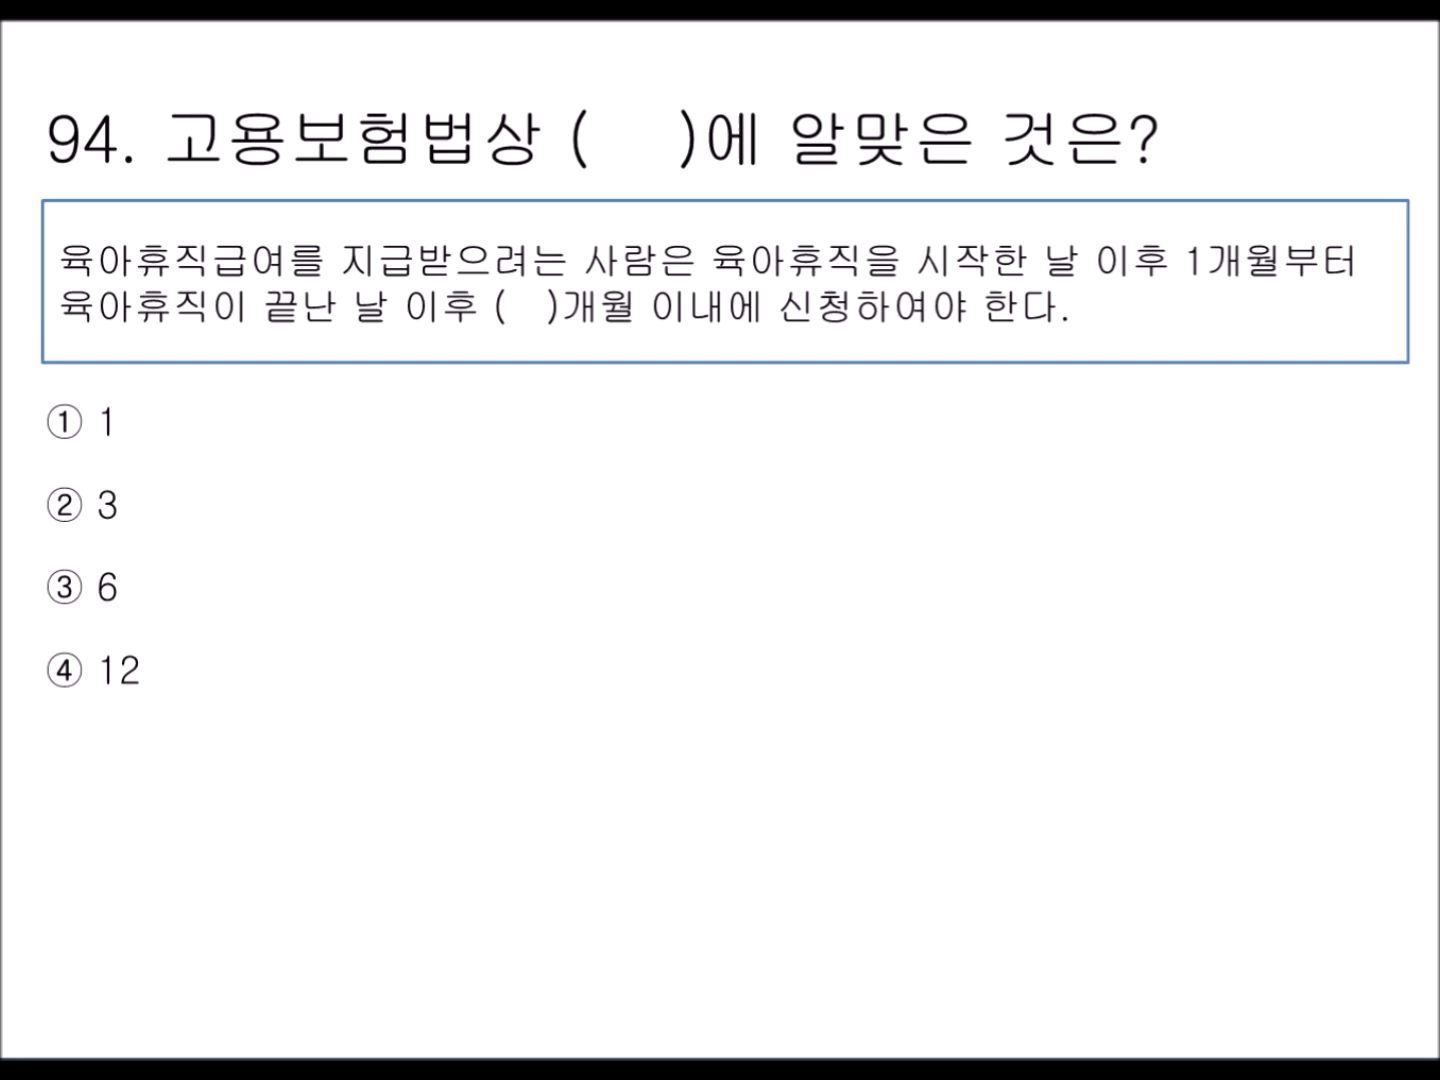 94. 고용보험법상 (    )에 알맞은 것은?
육아휴직급여를 지급받으려는 사람은 육아휴직을 시작한 날 이후 1개월부터
육아휴직이 끝난 날 이후 (   )개월 이내에 신청하여야 한다.
① 1
② 3
③ 6
④ 12